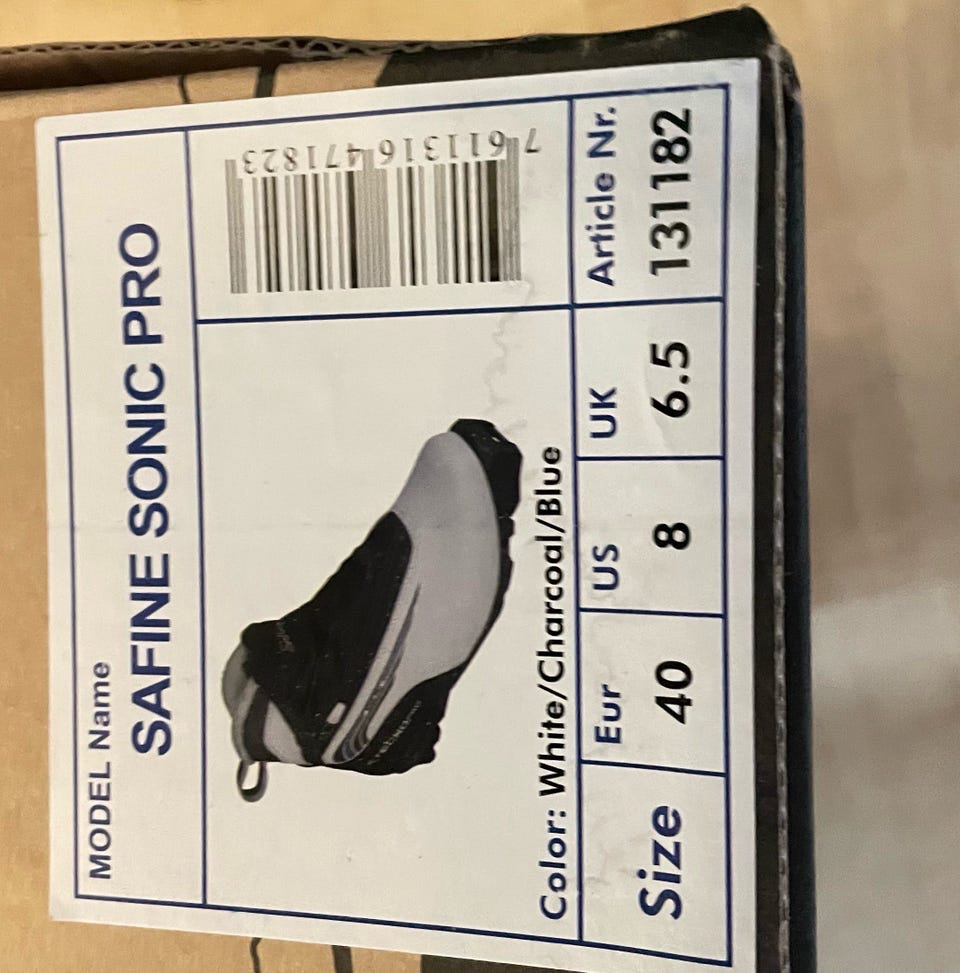 MODEL Name
SAFINE SONIC PRO
7 611316 471823
Color: White/Charcoal/Blue
Size
Eur
40
US
8
UK
6.5
Article Nr.
131182